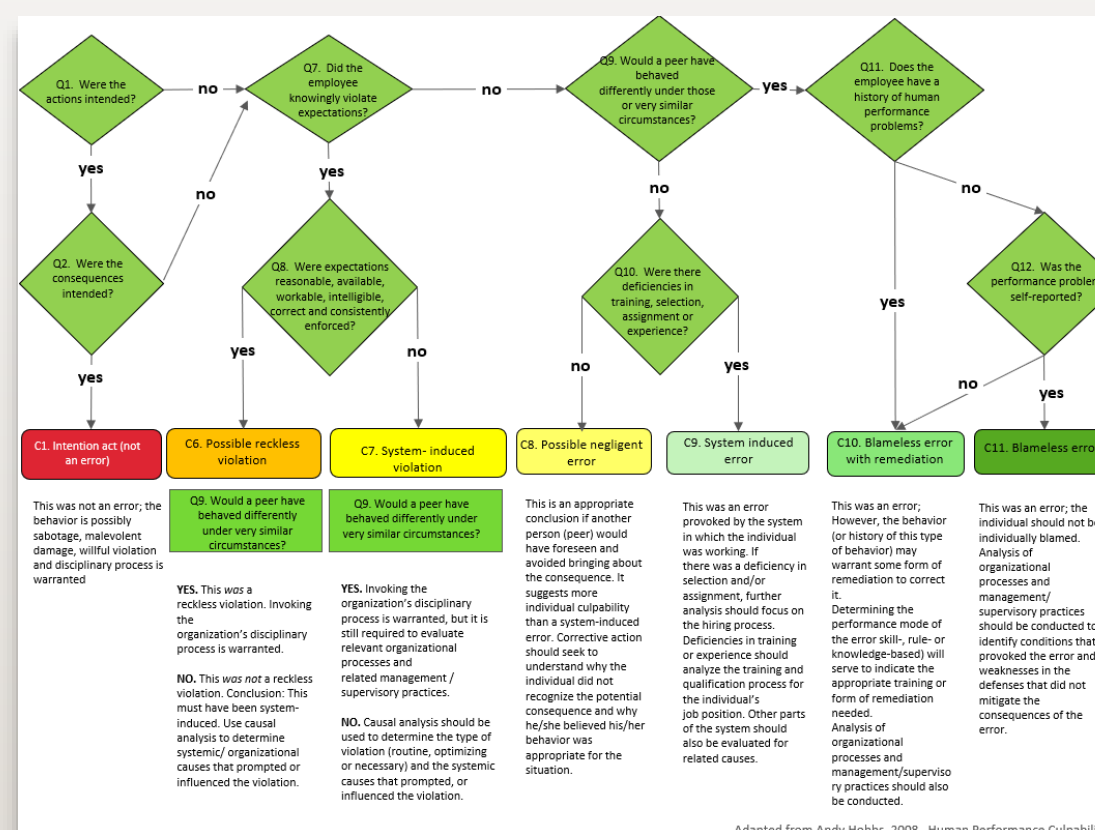 Q1. Were the
actions intended?
no
Q7. Did the
employee
knowingly violate
expectations?
no
Q9. Would a peer have
behaved
differently under those
or very similar
circumstances?
yes
Q11. Does the
employee have a
history of human
performance
problems?
yes
no
yes
no
no
Q2. Were the
consequences
intended?
Q8. Were expectations
reasonable, available,
workable, intelligible,
correct and consistently
enforced?
Q10. Were there
deficiencies in
training, selection,
assignment or
experience?
Q12. Was the
performance
self-reported?
yes
yes
yes
no
no
yes
no
yes
C1. Intention act (not
an error)
C6. Possible reckless
violation
C7. System- induced
violation
C8. Possible negligent
error
C9. System induced
error
C10. Blameless error
with remediation
C11. Blameless
This was not an error; the
behavior is possibly
sabotage, malevolent
damage, willful violation
and disciplinary process is
warranted
Q9. Would a peer have
behaved differently
under very similar
circumstances?
YES. This was a
reckless violation. Invoking
the
organization's disciplinary
process is warranted.
NO. This was not a reckless
violation. Conclusion: This
must have been system-
induced. Use causal
analysis to determine
systemic/ organizational
causes that prompted or
influenced the violation.
Q9. Would a peer have
behaved differently under
very similar circumstances?
YES. Invoking the
organization's disciplinary
process is warranted, but it is
still required to evaluate
relevant organizational
processes and
related management /
supervisory practices.
NO. Causal analysis should be
used to determine the type of
violation (routine, optimizing
or necessary) and the systemic
causes that prompted, or
influenced the violation.
This is an appropriate
conclusion if another
person (peer) would
have foreseen and
avoided bringing about
the consequence. It
suggests more
individual culpability
than a system-induced
error. Corrective action
should seek to
understand why the
individual did not
recognize the potential
consequence and why
he/she believed his/her
behavior was
appropriate for the
situation.
This was an error
provoked by the system
in which the individual
was working. If
there was a deficiency in
selection and/or
assignment, further
analysis should focus on
the hiring process.
Deficiencies in training
or experience should
analyze the training and
qualification process for
the individual's
job position. Other parts
of the system should
also be evaluated for
related causes.
This was an error;
However, the behavior
(or history of this type
of behavior) may
warrant some form of
remediation to correct
it.
Determining the
performance mode of
the error skill-, rule- or
knowledge-based) will
serve to indicate the
appropriate training or
form of remediation
needed.
Analysis of
organizational
processes and
management/superviso
ry practices should also
be conducted.
This was an error; the
individual should not be
individually blamed.
Analysis of
organizational
processes and
management/
supervisory practices
should be conducted to
identify conditions that
provoked the error and
weaknesses in the
defenses that did not
mitigate the
consequences of the
error.
Adapted from Andy Hobbs, 2008, Human Performance